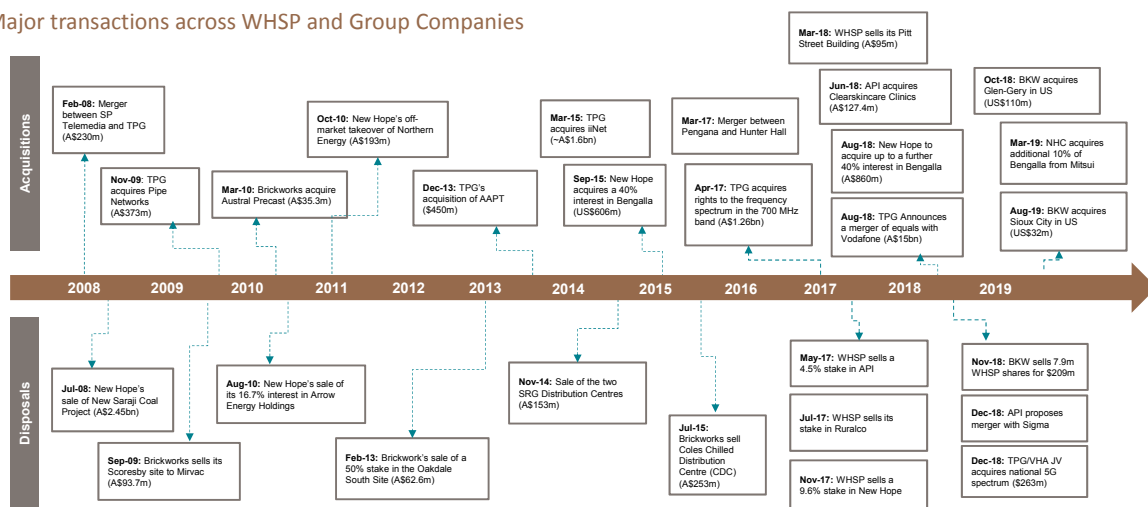 Major transactions across WHSP and Group Companies
Acquisitions
Feb-08: Merger
between SP
Telemedia and TPG
(A$230m)
Nov-09: TPG
acquires Pipe
Networks
(A$373m)
Mar-10: Brickworks acquire
Austral Precast (A$35.3m)
Oct-10: New Hope's off-
market takeover of Northern
Energy (A$193m)
Dec-13: TPG's
acquisition of AAPT
($450m)
Mar-15: TPG
acquires iiNet
(~A$1.6bn)
Sep-15: New Hope
acquires a 40%
interest in Bengalla
(US$606m)
Mar-17: Merger between
Pengana and Hunter Hall
Apr-17: TPG acquires
rights to the frequency
spectrum in the 700 MHz
band (A$1.26bn)
Mar-18: WHSP sells its Pitt
Street Building (A$95m)
Jun-18: API acquires
Clearskincare Clinics
(A$127.4m)
Aug-18: New Hope to
acquire up to a further
40% interest in Bengalla
(A$860m)
Aug-18: TPG Announces
a merger of equals with
Vodafone (A$15bn)
Oct-18: BKW acquires
Glen-Gery in US
(US$110m)
Mar-19: NHC acquires
additional 10% of
Bengalla from Mitsui
Aug-19: BKW acquires
Sioux City in US
(US$32m)
2008 2009 2010 2011 2012 2013 2014 2015 2016 2017 2018 2019
Disposals
Jul-08: New Hope's
sale of New Saraji Coal
Project (A$2.45bn)
Sep-09: Brickworks sells its
Scoresby site to Mirvac
(A$93.7m)
Aug-10: New Hope's sale of
its 16.7% interest in Arrow
Energy Holdings
Feb-13: Brickwork's sale of a
50% stake in the Oakdale
South Site (A$62.6m)
Nov-14: Sale of the two
SRG Distribution Centres
(A$153m)
Jul-15:
Brickworks sell
Coles Chilled
Distribution
Centre (CDC)
(A$253m)
May-17: WHSP sells a
4.5% stake in API
Jul-17: WHSP sells its
stake in Ruralco
Nov-17: WHSP sells a
9.6% stake in New Hope
Nov-18: BKW sells 7.9m
WHSP shares for $209m
Dec-18: API proposes
merger with Sigma
Dec-18: TPG/VHA JV
acquires national 5G
spectrum ($263m)